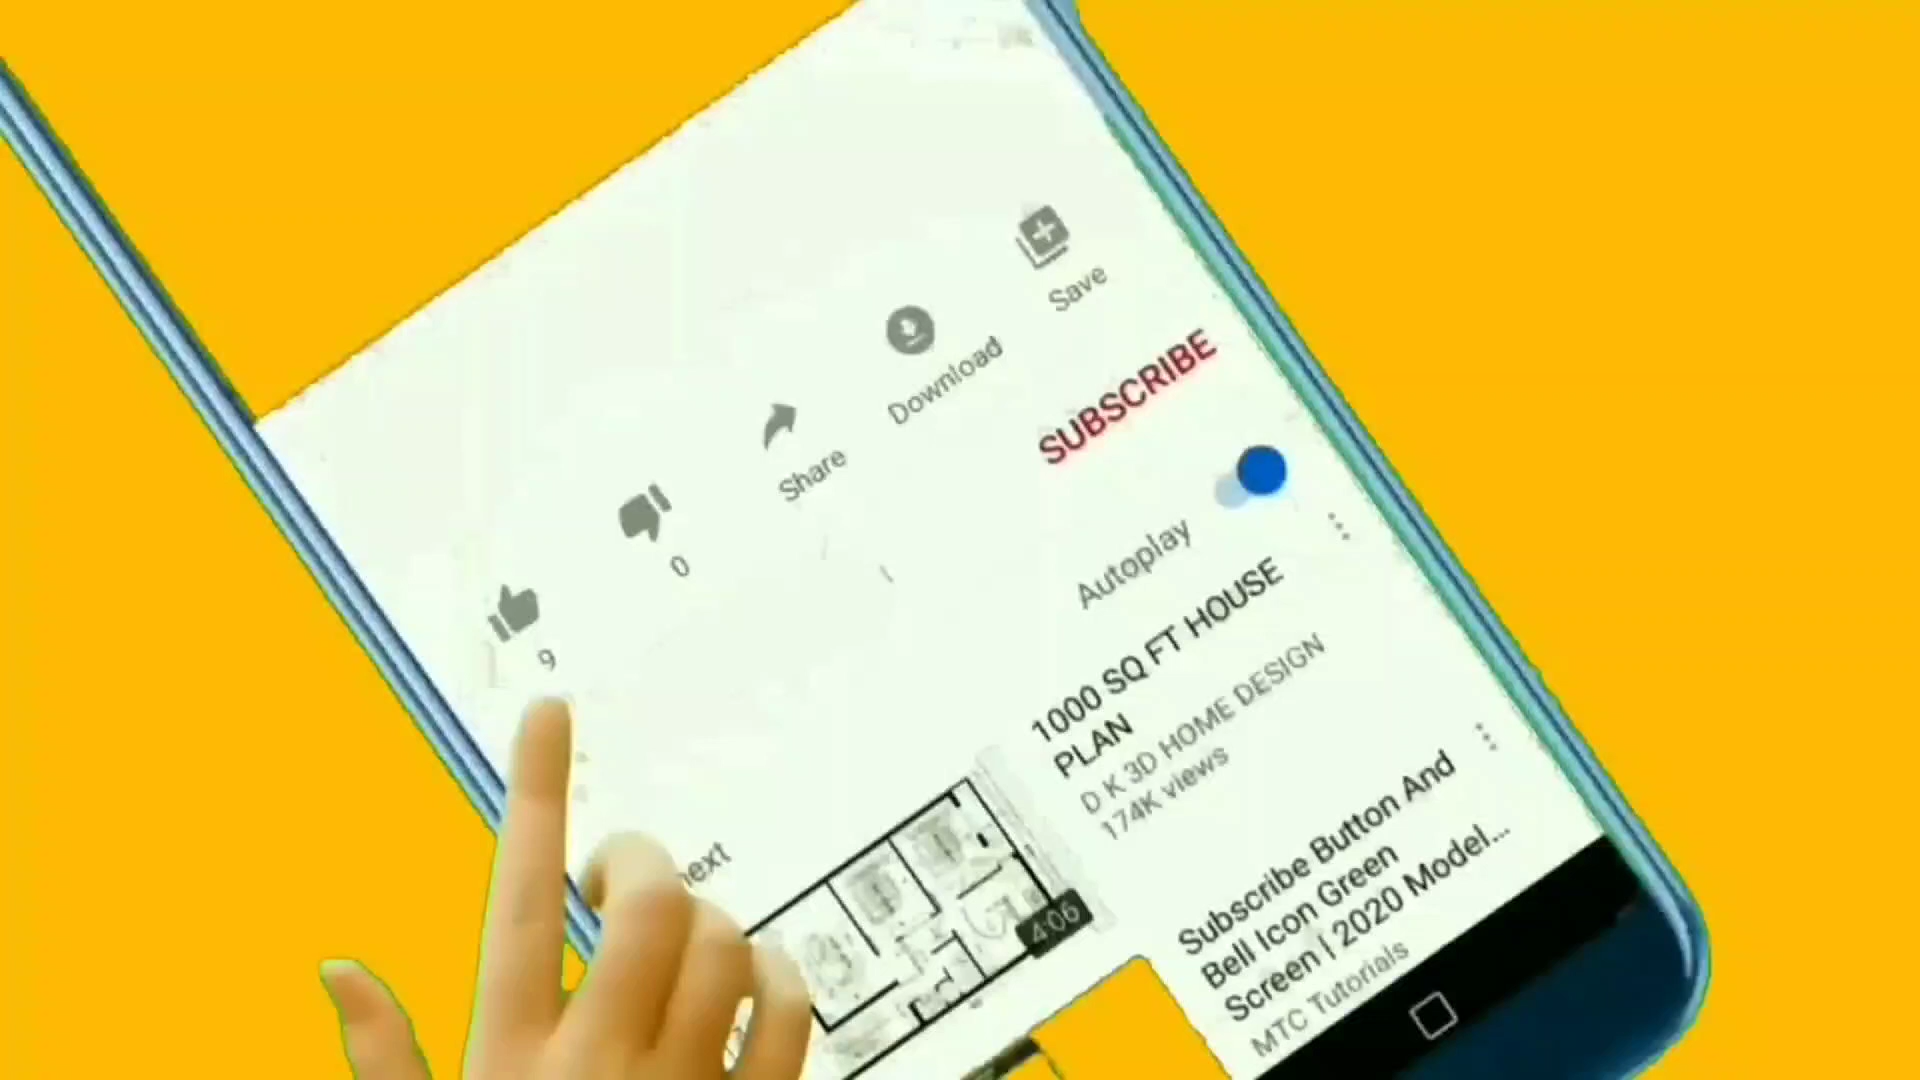 9
0
Share
Download
Save
SUBSCRIBE
Autoplay
next
4:06
1000 SQ FT HOUSE
PLAN
D K 3D HOME DESIGN
174K views
Subscribe Button And
Bell Icon Green
Screen | 2020 Model...
MTC Tutorials